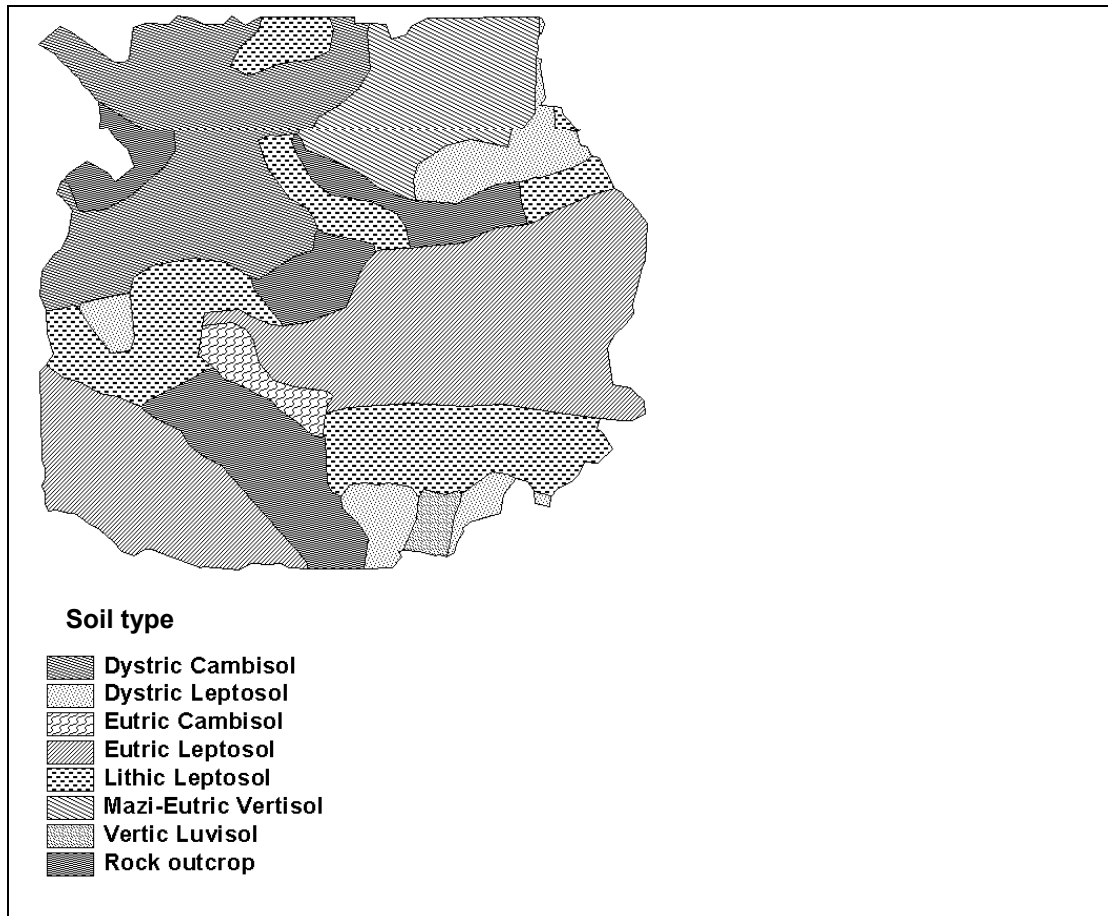 Soil type
Dystric Cambisol
Dystric Leptosol
Eutric Cambisol
Eutric Leptosol
Lithic Leptosol
Mazi-Eutric Vertisol
Vertic Luvisol
Rock outcrop